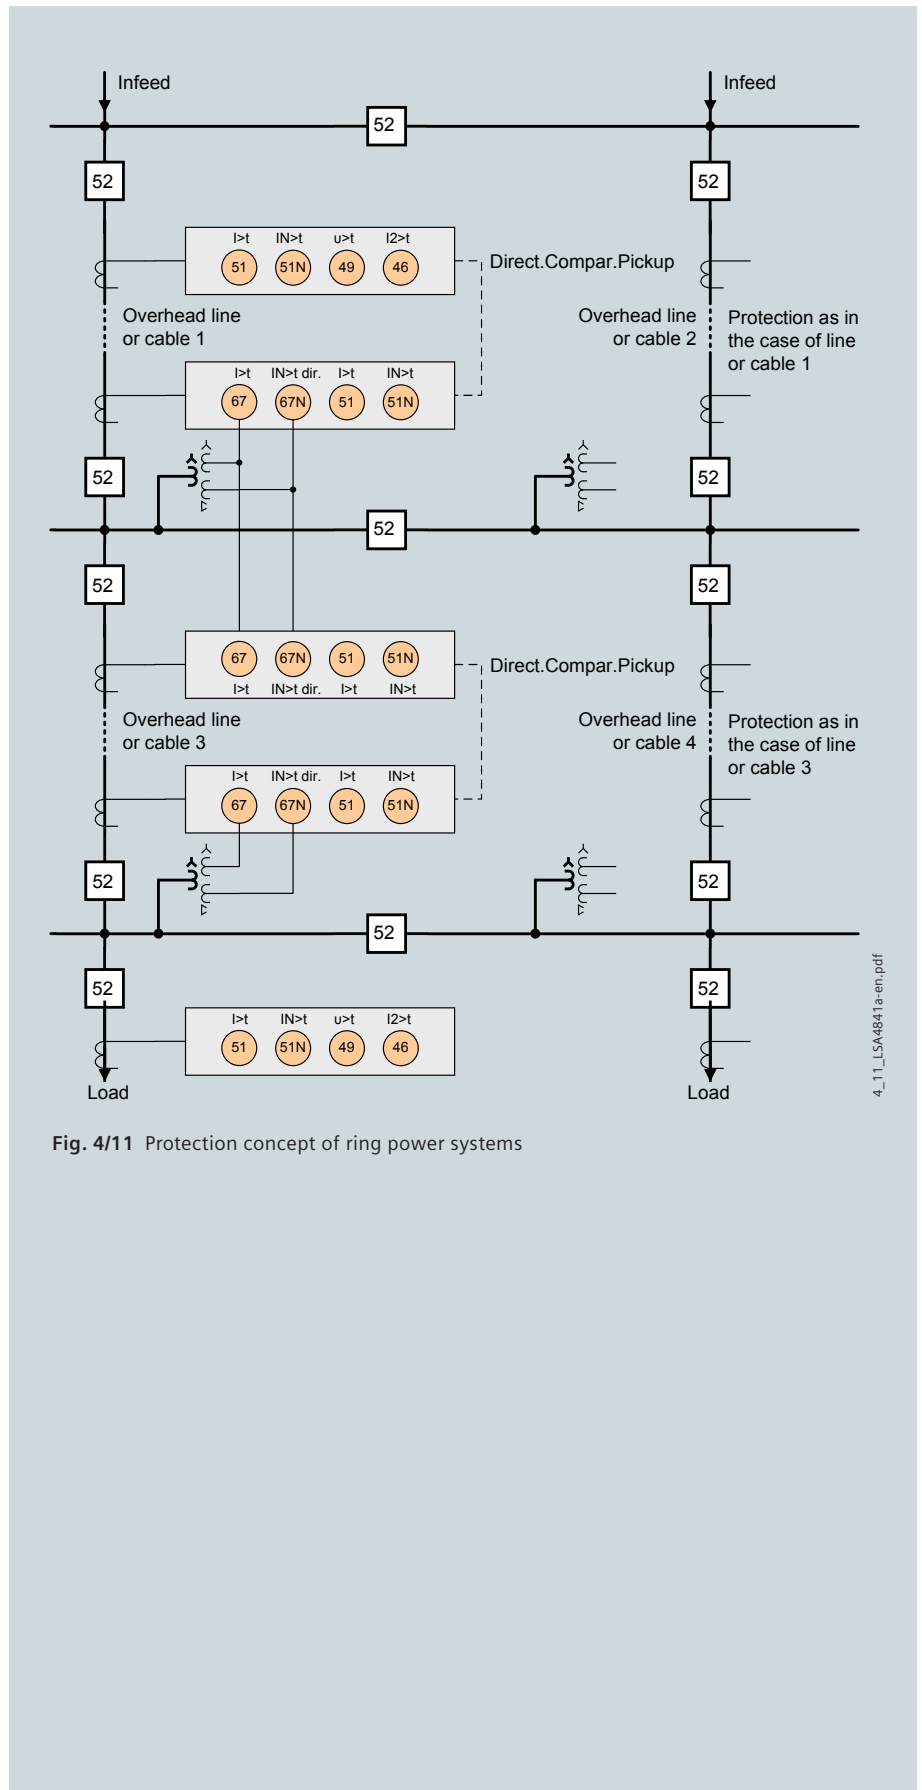 Infeed
Infeed
52
52
52
I>t IN>t υ>t I2>t
51 51N 49 46
Direct.Compar.Pickup
Overhead line
or cable 1
Overhead line
or cable 2
Protection as in
the case of line
or cable 1
I>t IN>t dir. I>t IN>t
67 67N 51 51N
52
52
52
52
52
67 67N 51 51N
I>t IN>t dir. I>t IN>t
Direct.Compar.Pickup
Overhead line
or cable 3
Overhead line
or cable 4
Protection as in
the case of line
or cable 3
I>t IN>t dir. I>t IN>t
67 67N 51 51N
52
52
52
52
52
I>t IN>t υ>t I2>t
51 51N 49 46
Load
Load
4_11_LSA4841a-en.pdf
Fig. 4/11 Protection concept of ring power systems